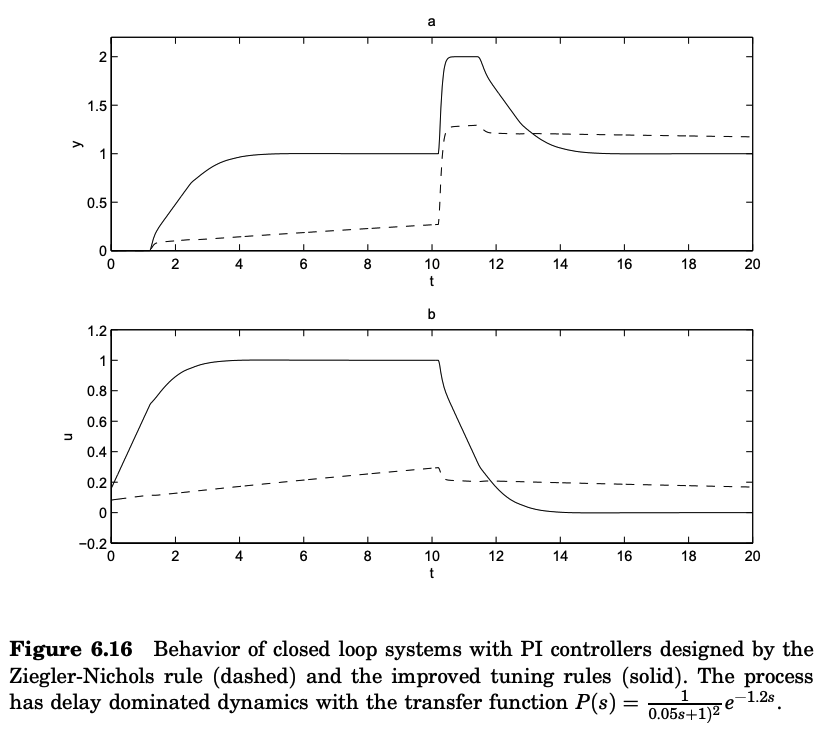 a
2
1.5
1
0.5
0
y
0 2 4 6 8 10 12 14 16 18 20
t
b
1.2
1
0.8
0.6
0.4
0.2
0
−0.2
u
0 2 4 6 8 10 12 14 16 18 20
t
Figure 6.16 Behavior of closed loop systems with PI controllers designed by the
Ziegler-Nichols rule (dashed) and the improved tuning rules (solid). The process
has delay dominated dynamics with the transfer function P(s) = 1/0.05s+1)² e^−1.2s.